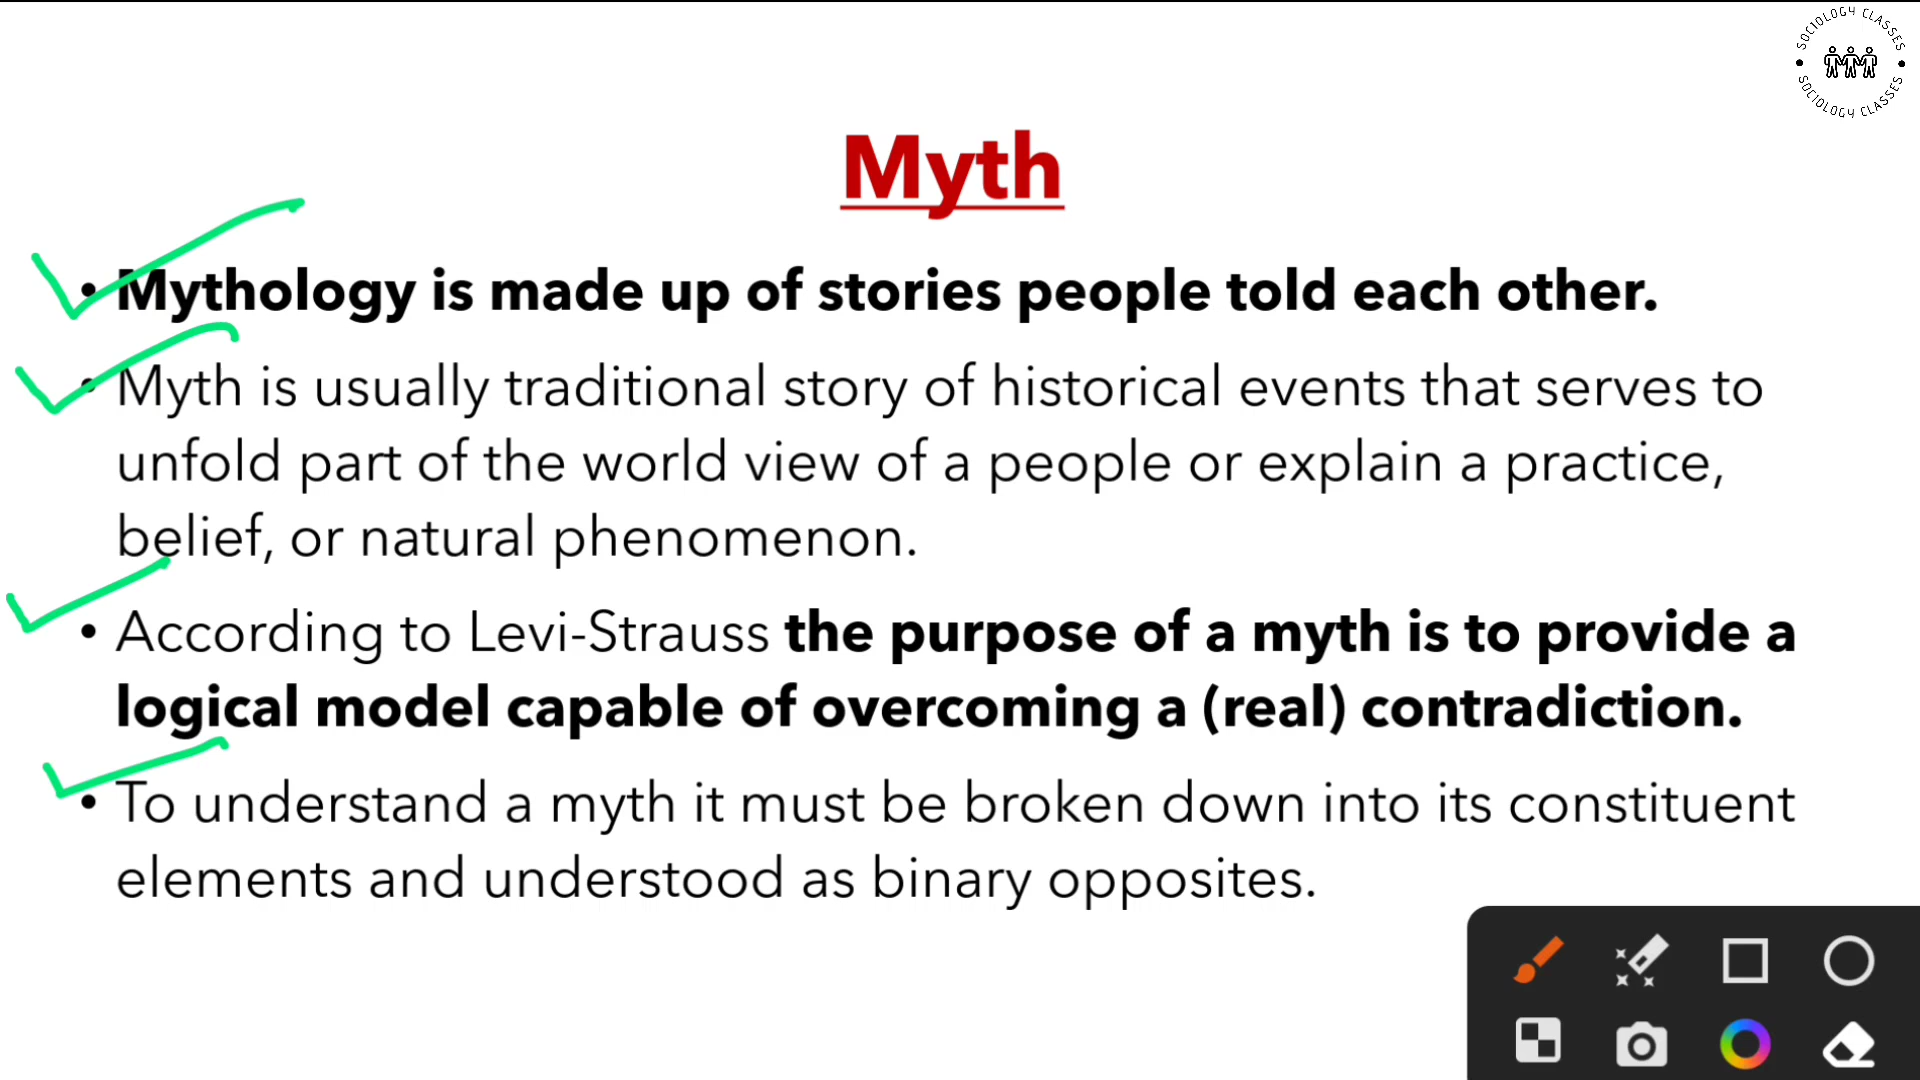 SOCIOLOGY CLASSES
SOCIOLOGY CLASSES
Myth
• Mythology is made up of stories people told each other.
• Myth is usually traditional story of historical events that serves to
unfold part of the world view of a people or explain a practice,
belief, or natural phenomenon.
• According to Levi-Strauss the purpose of a myth is to provide a
logical model capable of overcoming a (real) contradiction.
• To understand a myth it must be broken down into its constituent
elements and understood as binary opposites.